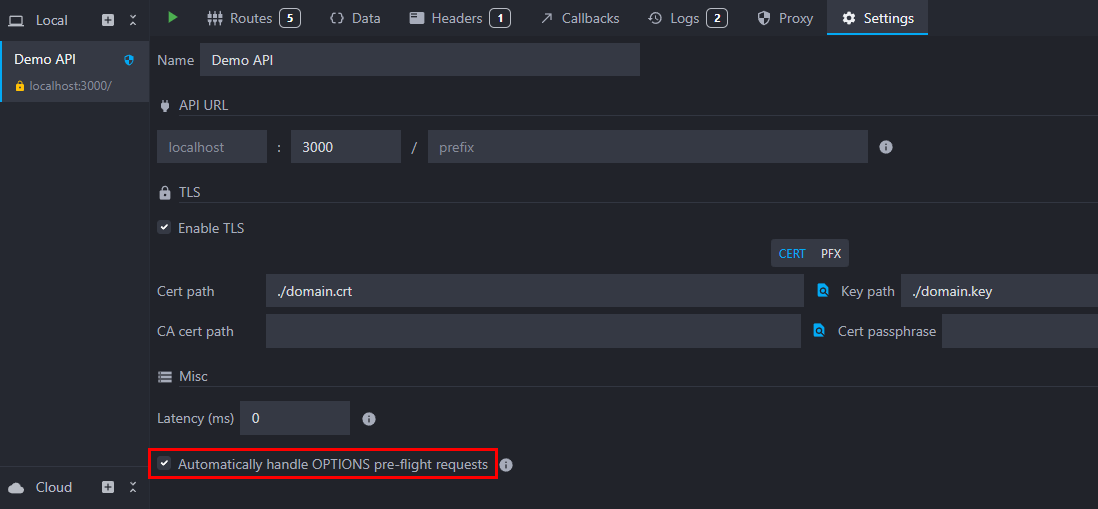 Local
Routes 5 Data Headers 1 Callbacks Logs 2 Proxy Settings
Demo API
localhost:3000/
Name Demo API
API URL
localhost : 3000 / prefix
TLS
Enable TLS
CERT PFX
Cert path ./domain.crt Key path ./domain.key
CA cert path Cert passphrase
Misc
Latency (ms) 0
Automatically handle OPTIONS pre-flight requests
Cloud